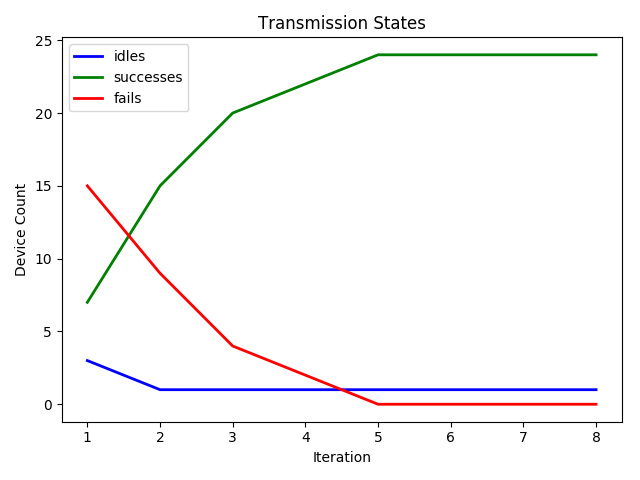 Transmission States
idles
successes
fails
Device Count
25
20
15
10
5
0
1 2 3 4 5 6 7 8
Iteration